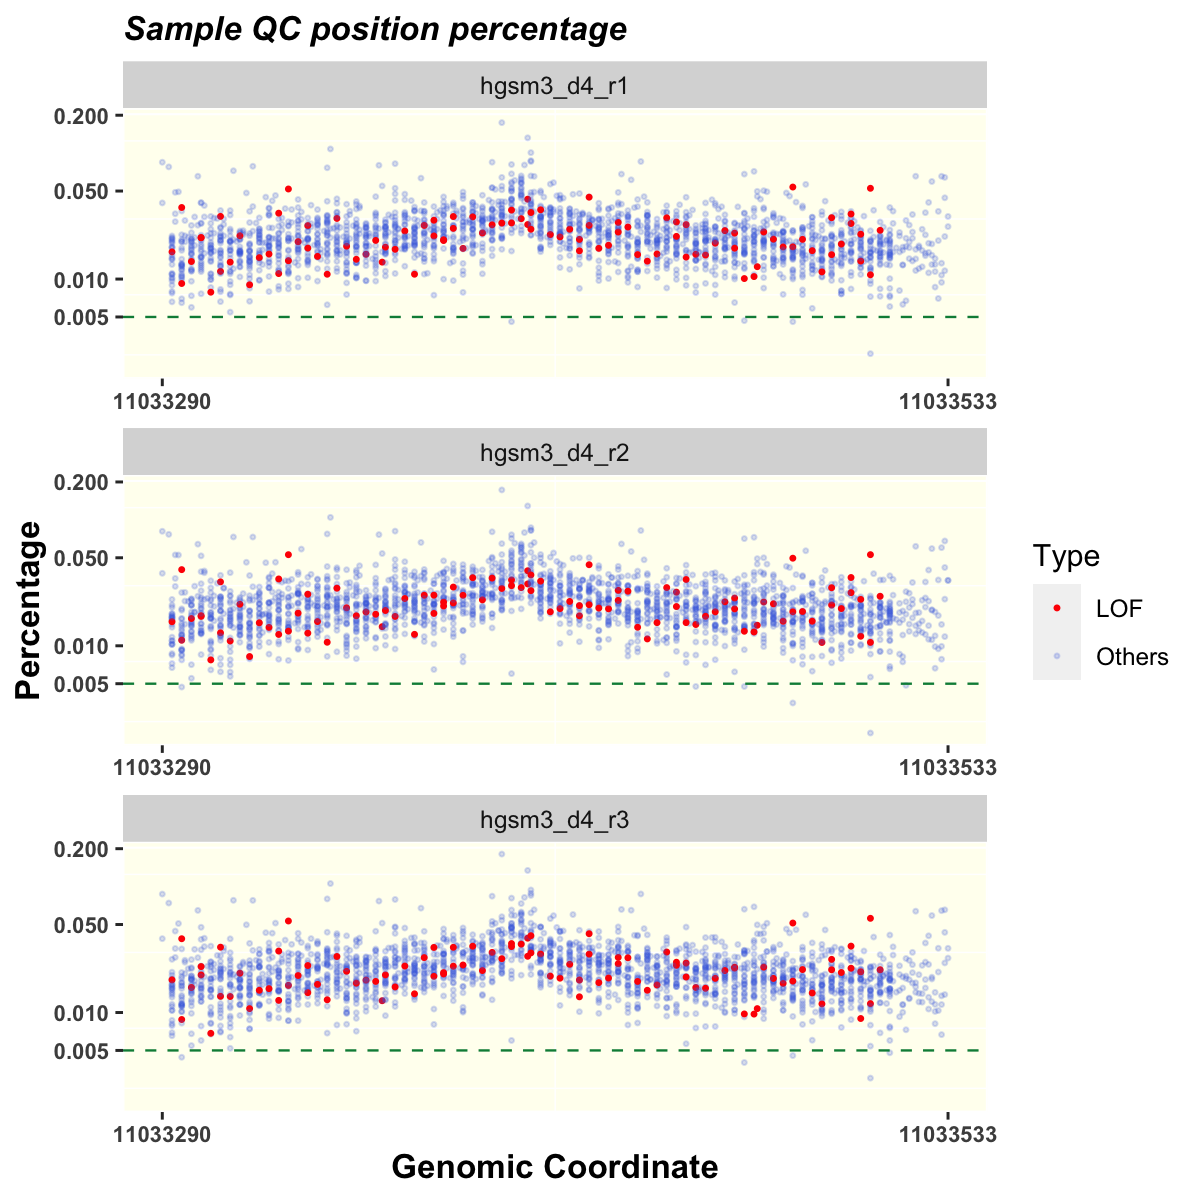 Sample QC position percentage
hgsm3_d4_r1
0.200
0.050
0.010
0.005
11033290 11033533
hgsm3_d4_r2
0.200
0.050
0.010
0.005
11033290 11033533
hgsm3_d4_r3
0.200
0.050
0.010
0.005
11033290 11033533
Percentage
Genomic Coordinate
Type
LOF
Others